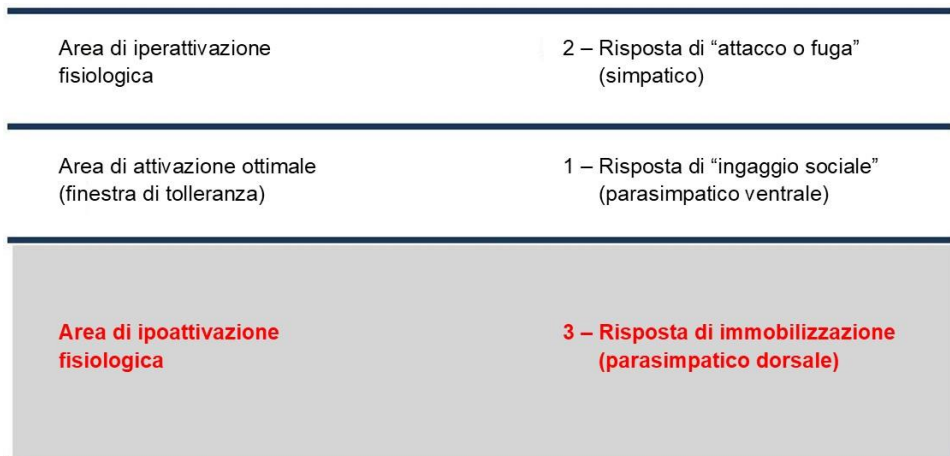 Area di iperattivazione
fisiologica
2 – Risposta di “attacco o fuga”
(simpatico)
Area di attivazione ottimale
(finestra di tolleranza)
1 – Risposta di “ingaggio sociale”
(parasimpatico ventrale)
Area di ipoattivazione
fisiologica
3 – Risposta di immobilizzazione
(parasimpatico dorsale)